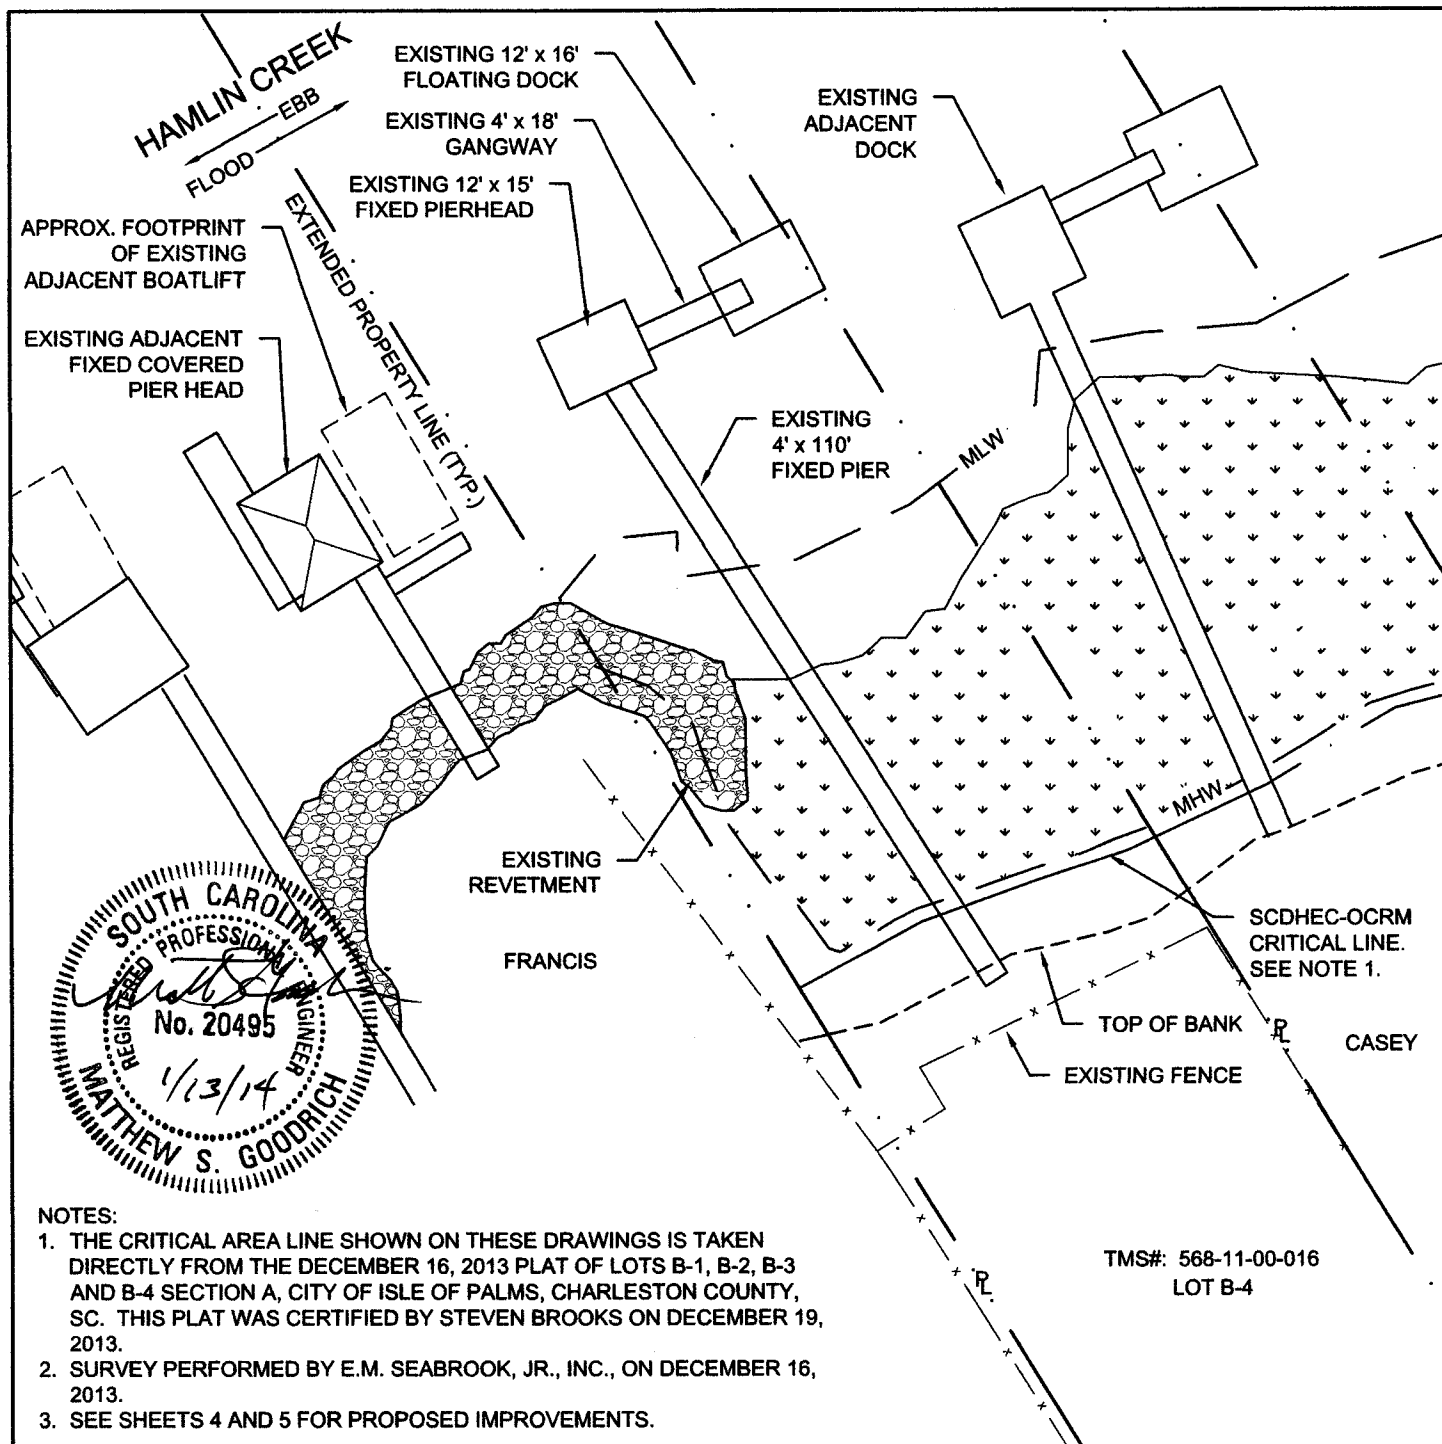 HAMLIN CREEK
EBB
FLOOD
EXISTING 12' x 16'
FLOATING DOCK
EXISTING 4' x 18'
GANGWAY
EXISTING 12' x 15'
FIXED PIERHEAD
EXISTING
ADJACENT
DOCK
APPROX. FOOTPRINT
OF EXISTING
ADJACENT BOATLIFT
EXTENDED PROPERTY LINE (TYP.)
EXISTING ADJACENT
FIXED COVERED
PIER HEAD
EXISTING
4' x 110'
FIXED PIER
MLW
MHW
EXISTING
REVETMENT
FRANCIS
SCDHEC-OCRM
CRITICAL LINE.
SEE NOTE 1.
TOP OF BANK
EXISTING FENCE
PL
CASEY
PL
TMS#: 568-11-00-016
LOT B-4
SOUTH CAROLINA
REGISTERED PROFESSIONAL ENGINEER
No. 20495
1/13/14
MATTHEW S. GOODRICH
NOTES:
1. THE CRITICAL AREA LINE SHOWN ON THESE DRAWINGS IS TAKEN
DIRECTLY FROM THE DECEMBER 16, 2013 PLAT OF LOTS B-1, B-2, B-3
AND B-4 SECTION A, CITY OF ISLE OF PALMS, CHARLESTON COUNTY,
SC. THIS PLAT WAS CERTIFIED BY STEVEN BROOKS ON DECEMBER 19,
2013.
2. SURVEY PERFORMED BY E.M. SEABROOK, JR., INC., ON DECEMBER 16,
2013.
3. SEE SHEETS 4 AND 5 FOR PROPOSED IMPROVEMENTS.